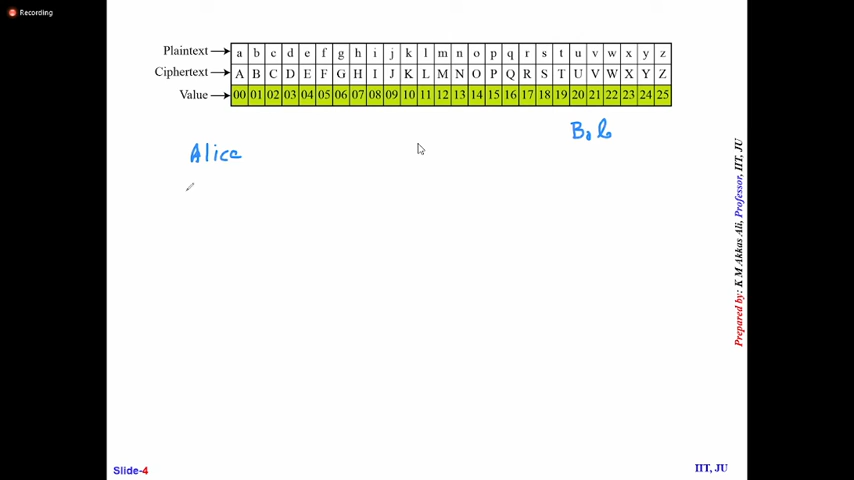 Recording
Plaintext a b c d e f g h i j k l m n o p q r s t u v w x y z
Ciphertext A B C D E F G H I J K L M N O P Q R S T U V W X Y Z
Value 00 01 02 03 04 05 06 07 08 09 10 11 12 13 14 15 16 17 18 19 20 21 22 23 24 25
Bob
Alice
Prepared by: K M Akkas Ali, Professor, IIT, JU
Slide-4
IIT, JU